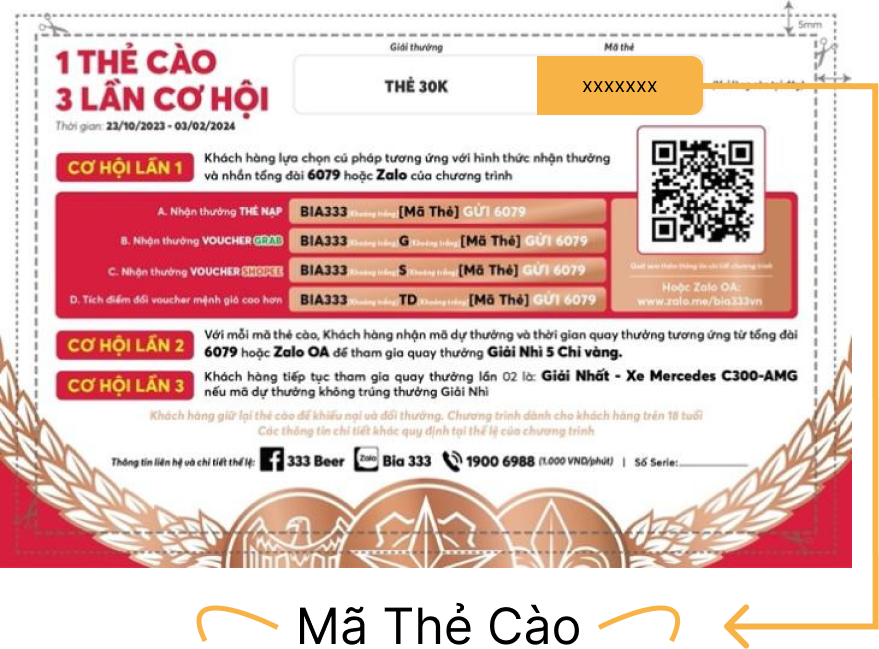 5mm
1 THẺ CÀO
3 LẦN CƠ HỘI
Thời gian: 23/10/2023 - 03/02/2024
Giải thưởng
Mã thẻ
THẺ 30K
xxxxxxx
CƠ HỘI LẦN 1
Khách hàng lựa chọn cú pháp tương ứng với hình thức nhận thưởng
và nhắn tổng đài 6079 hoặc Zalo của chương trình
A. Nhận thưởng THẺ NẠP BIA333 (Khoảng trắng) [Mã Thẻ] GỬI 6079
B. Nhận thưởng VOUCHER GRAB BIA333 (Khoảng trắng) G (Khoảng trắng) [Mã Thẻ] GỬI 6079
C. Nhận thưởng VOUCHER SHOPEE BIA333 (Khoảng trắng) S (Khoảng trắng) [Mã Thẻ] GỬI 6079
D. Tích điểm đổi voucher mệnh giá cao hơn BIA333 (Khoảng trắng) TD (Khoảng trắng) [Mã Thẻ] GỬI 6079
Quét xem thêm thông tin chi tiết chương trình
Hoặc Zalo OA:
www.zalo.me/bia333vn
CƠ HỘI LẦN 2
Với mỗi mã thẻ cào, Khách hàng nhận mã dự thưởng và thời gian quay thưởng tương ứng từ tổng đài
6079 hoặc Zalo OA để tham gia quay thưởng Giải Nhì 5 Chỉ vàng.
CƠ HỘI LẦN 3
Khách hàng tiếp tục tham gia quay thưởng lần 02 là: Giải Nhất - Xe Mercedes C300-AMG
nếu mã dự thưởng không trúng thưởng Giải Nhì
Khách hàng giữ lại thẻ cào để khiếu nại và đổi thưởng. Chương trình dành cho khách hàng trên 18 tuổi
Các thông tin chi tiết khác quy định tại thể lệ của chương trình
Thông tin liên hệ và chi tiết thể lệ: 333 Beer Zalo Bia 333 1900 6988 (1.000 VND/phút) | Số Serie:
Mã Thẻ Cào